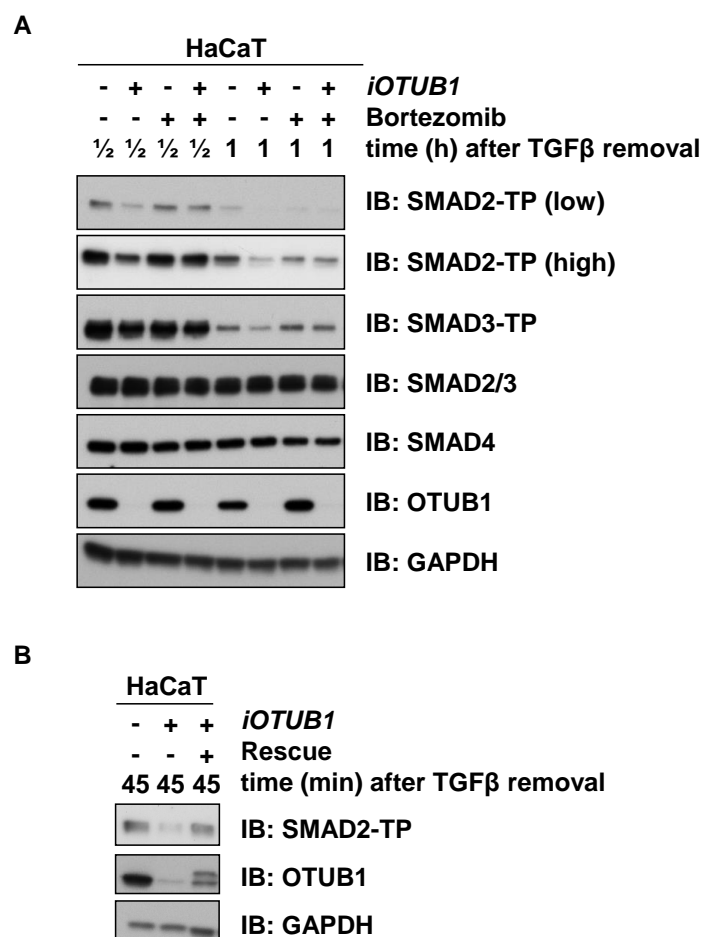 A
HaCaT
- + - + - + - + iOTUB1
- - + + - - + + Bortezomib
½ ½ ½ ½ 1 1 1 1 time (h) after TGFβ removal
IB: SMAD2-TP (low)
IB: SMAD2-TP (high)
IB: SMAD3-TP
IB: SMAD2/3
IB: SMAD4
IB: OTUB1
IB: GAPDH
B
HaCaT
- + + iOTUB1
- - + Rescue
45 45 45 time (min) after TGFβ removal
IB: SMAD2-TP
IB: OTUB1
IB: GAPDH